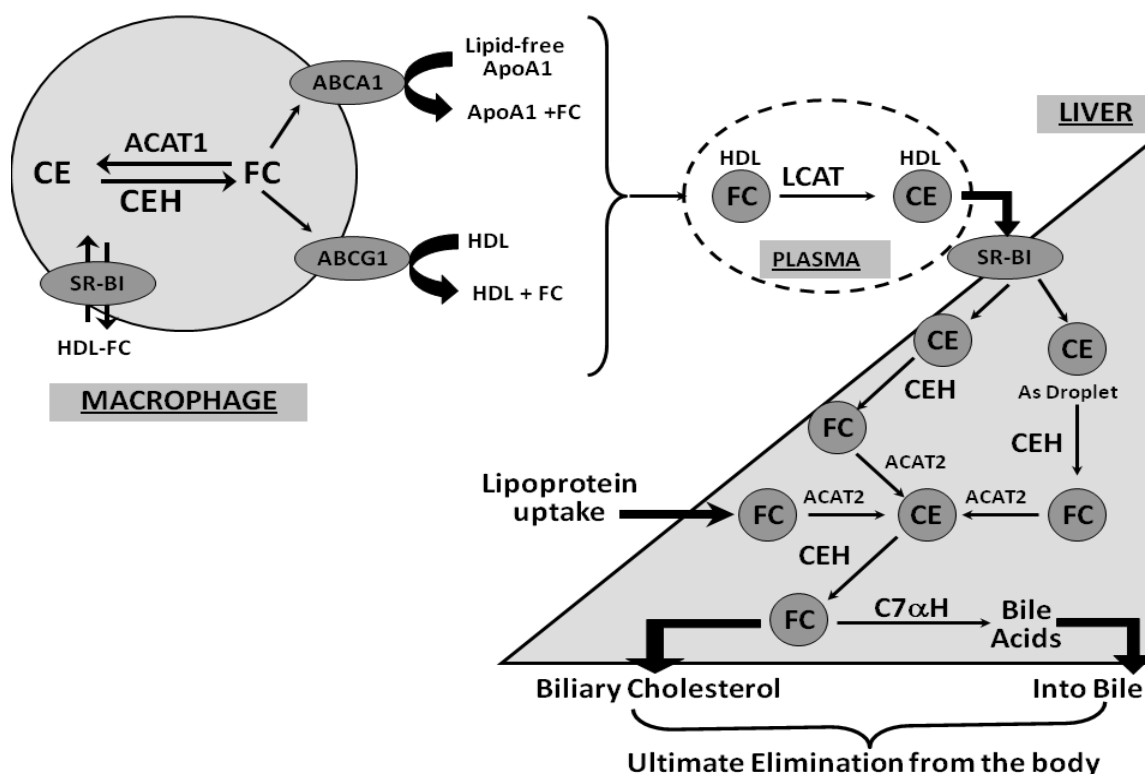 ABCA1
Lipid-free
ApoA1
ApoA1 +FC
CE
ACAT1
CEH
FC
ABCG1
HDL
HDL + FC
SR-BI
HDL-FC
MACROPHAGE
HDL
FC
LCAT
HDL
CE
PLASMA
LIVER
SR-BI
CE
CEH
FC
ACAT2
CE
As Droplet
CEH
FC
Lipoprotein
uptake
FC
ACAT2
CE
ACAT2
CEH
FC
C7αH
Bile
Acids
Biliary Cholesterol
Into Bile
Ultimate Elimination from the body